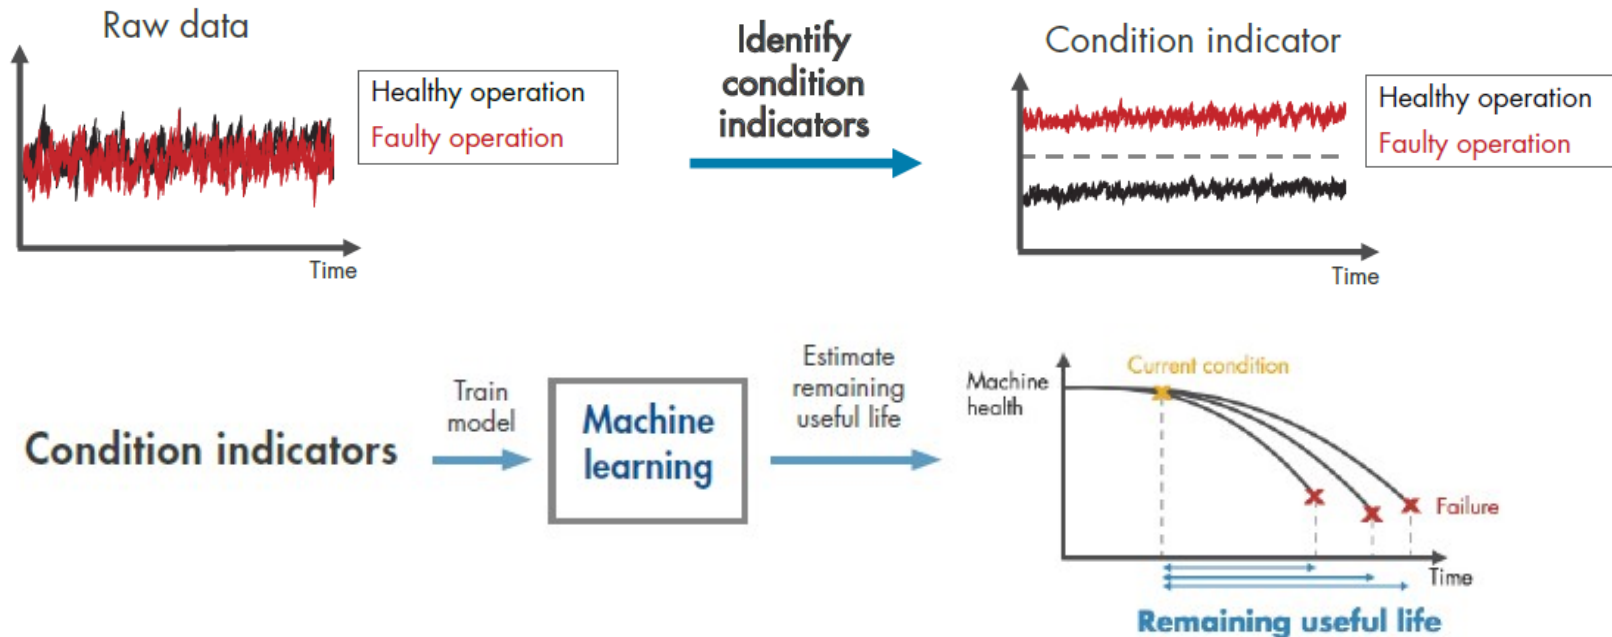 Raw data
Healthy operation
Faulty operation
Time
Identify
condition
indicators
Condition indicator
Healthy operation
Faulty operation
Time
Condition indicators
Train
model
Machine
learning
Estimate
remaining
useful life
Machine
health
Current condition
Failure
Time
Remaining useful life